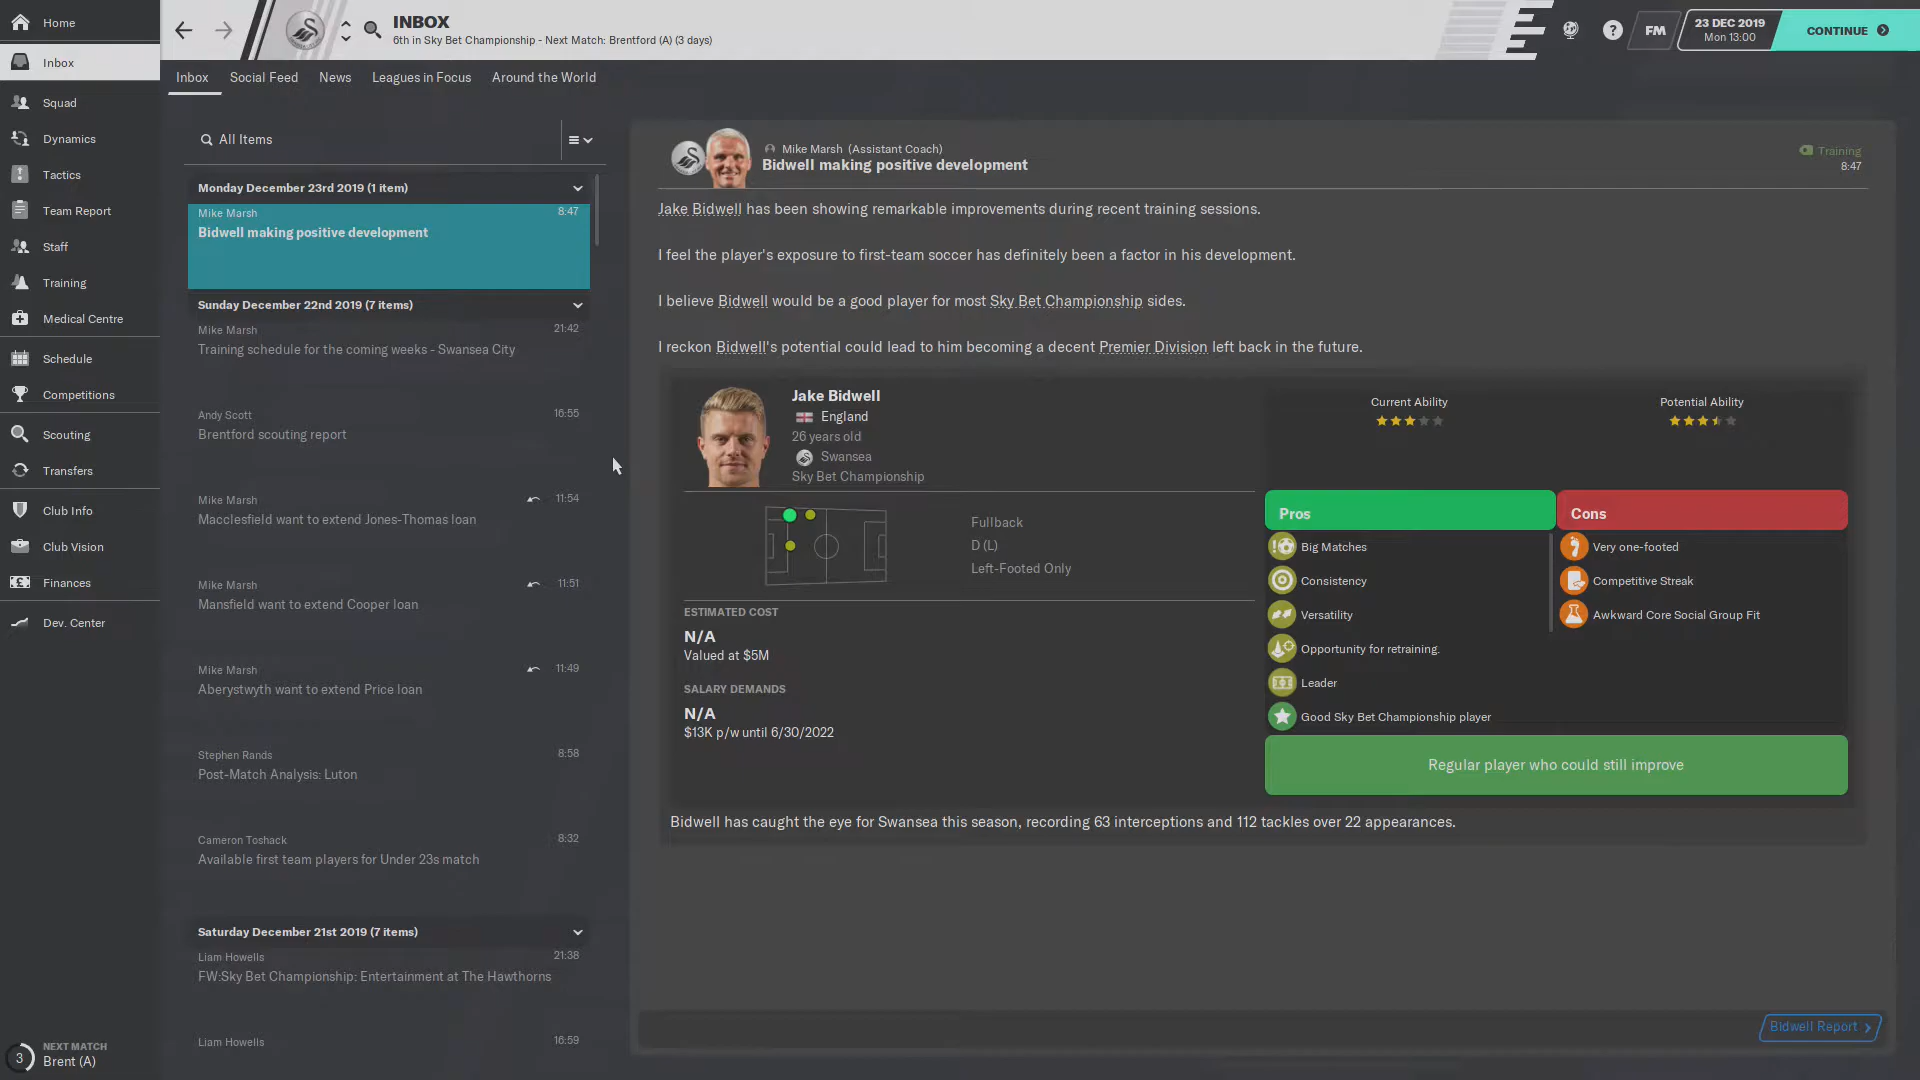 Home
Inbox
Squad
Dynamics
Tactics
Team Report
Staff
Training
Medical Centre
Schedule
Competitions
Scouting
Transfers
Club Info
Club Vision
Finances
Dev. Center
3
NEXT MATCH
Brent (A)
INBOX
6th in Sky Bet Championship - Next Match: Brentford (A) (3 days)
FM
23 DEC 2019
Mon 13:00
CONTINUE
Inbox
Social Feed
News
Leagues in Focus
Around the World
All Items
Monday December 23rd 2019 (1 item)
Mike Marsh
8:47
Bidwell making positive development
Sunday December 22nd 2019 (7 items)
Mike Marsh
21:42
Training schedule for the coming weeks - Swansea City
Andy Scott
16:55
Brentford scouting report
Mike Marsh
11:54
Macclesfield want to extend Jones-Thomas loan
Mike Marsh
11:51
Mansfield want to extend Cooper loan
Mike Marsh
11:49
Aberystwyth want to extend Price loan
Stephen Rands
8:58
Post-Match Analysis: Luton
Cameron Toshack
8:32
Available first team players for Under 23s match
Saturday December 21st 2019 (7 items)
Liam Howells
21:38
FW:Sky Bet Championship: Entertainment at The Hawthorns
Liam Howells
16:59
Mike Marsh (Assistant Coach)
Bidwell making positive development
Training
8:47
Jake Bidwell has been showing remarkable improvements during recent training sessions.
I feel the player's exposure to first-team soccer has definitely been a factor in his development.
I believe Bidwell would be a good player for most Sky Bet Championship sides.
I reckon Bidwell's potential could lead to him becoming a decent Premier Division left back in the future.
Jake Bidwell
England
26 years old
Swansea
Sky Bet Championship
Fullback
D (L)
Left-Footed Only
ESTIMATED COST
N/A
Valued at $5M
SALARY DEMANDS
N/A
$13K p/w until 6/30/2022
Current Ability
Potential Ability
Pros
Big Matches
Consistency
Versatility
Opportunity for retraining.
Leader
Good Sky Bet Championship player
Cons
Very one-footed
Competitive Streak
Awkward Core Social Group Fit
Regular player who could still improve
Bidwell has caught the eye for Swansea this season, recording 63 interceptions and 112 tackles over 22 appearances.
Bidwell Report